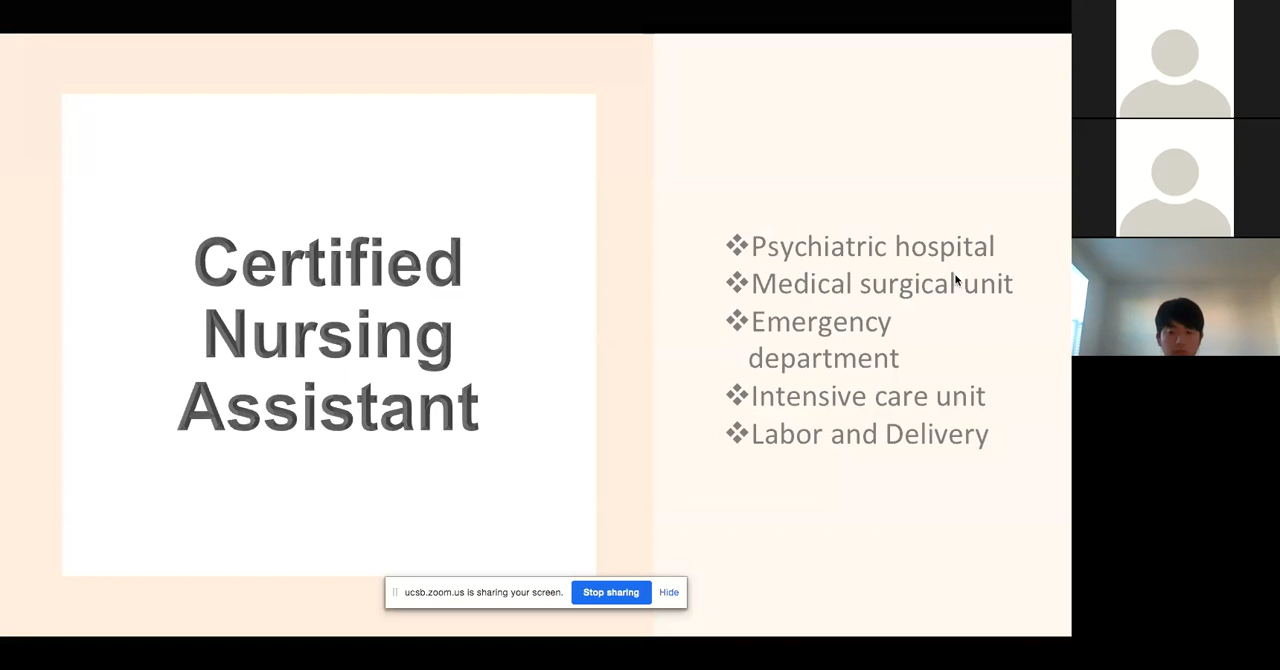 Certified
Nursing
Assistant
❖Psychiatric hospital
❖Medical surgical unit
❖Emergency
department
❖Intensive care unit
❖Labor and Delivery
ucsb.zoom.us is sharing your screen. Stop sharing Hide